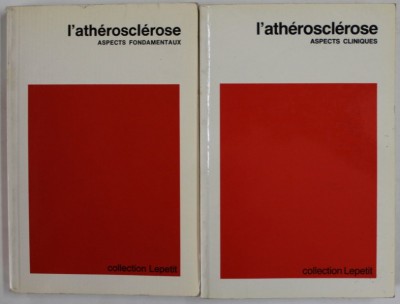 l'athérosclérose
ASPECTS FONDAMENTAUX
collection Lepetit
l'athérosclérose
ASPECTS CLINIQUES
collection Lepetit